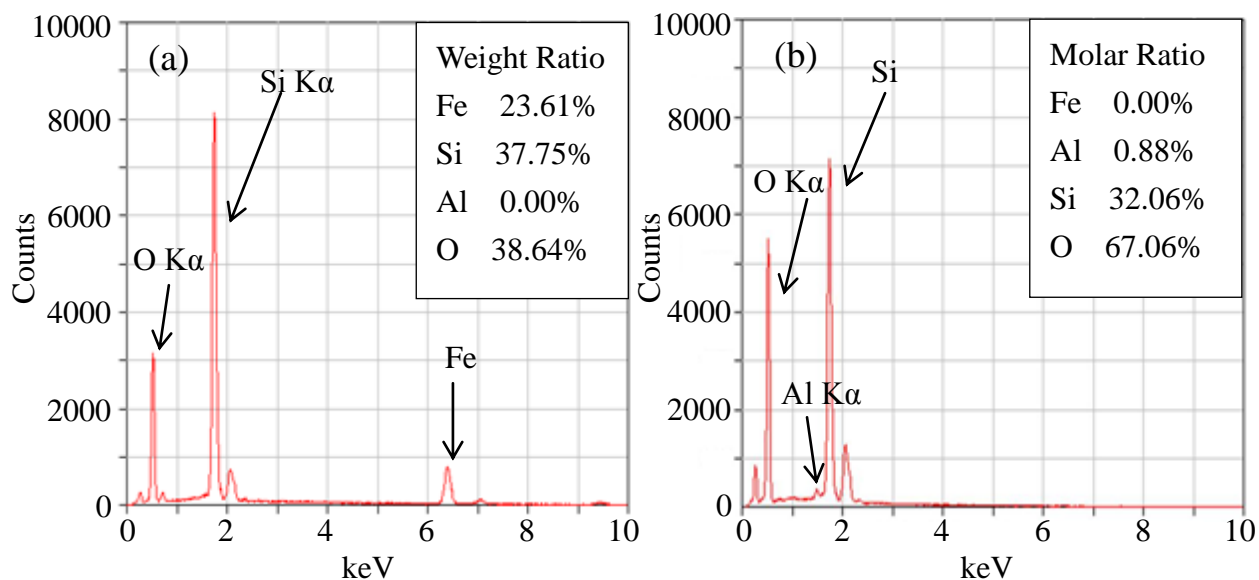 (a)
Weight Ratio
Fe 23.61%
Si 37.75%
Al 0.00%
O 38.64%
Si Kα
O Kα
Fe
Counts
10000
8000
6000
4000
2000
0
0 2 4 6 8 10
keV
(b)
Molar Ratio
Fe 0.00%
Al 0.88%
Si 32.06%
O 67.06%
Si
O Kα
Al Kα
Counts
10000
8000
6000
4000
2000
0
0 2 4 6 8 10
keV